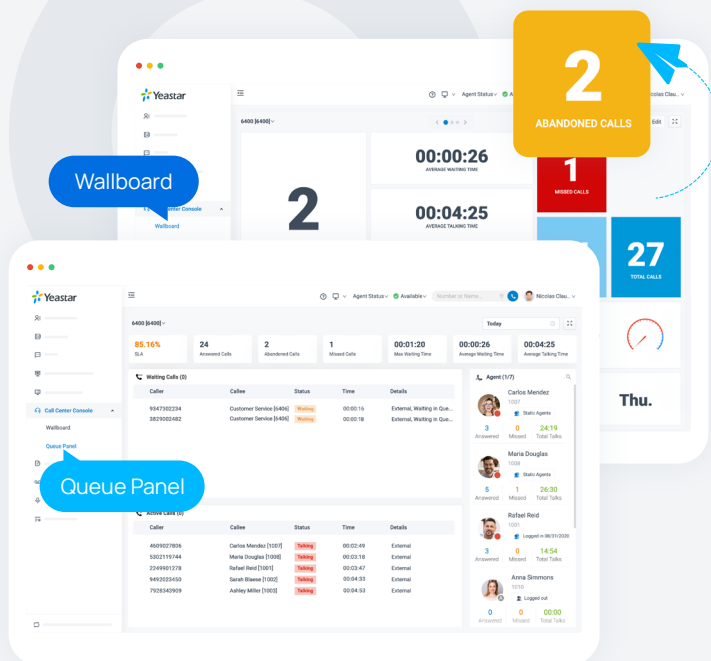 2
ABANDONED CALLS
Yeastar
Agent Status
6400 [6400]
Edit
Wallboard
00:00:26
AVERAGE WAITING TIME
1
MISSED CALLS
2
00:04:25
AVERAGE TALKING TIME
Wallboard
27
TOTAL CALLS
Thu.
Yeastar
Agent Status
Available
Number or Name...
Nicolas Clau...
6400 [6400]
Today
85.16%
SLA
24
Answered Calls
2
Abandoned Calls
1
Missed Calls
00:01:20
Max Waiting Time
00:00:26
Average Waiting Time
00:04:25
Average Talking Time
Call Center Console
Wallboard
Queue Panel
Queue Panel
Waiting Calls (0)
Caller Callee Status Time Details
9347302234 Customer Service [6406] Waiting 00:00:16 External, Waiting in Que...
3829002482 Customer Service [6406] Waiting 00:00:18 External, Waiting in Que...
Active Calls (0)
Caller Callee Status Time Details
4609027806 Carlos Mendez [1007] Talking 00:02:49 External
5302119744 Maria Douglas [1008] Talking 00:03:18 External
2249901278 Rafael Reid [1001] Talking 00:03:47 External
9492023450 Sarah Blaese [1002] Talking 00:04:33 External
7928343909 Ashley Miller [1003] Talking 00:04:53 External
Agent (1/7)
Carlos Mendez
1007
Static Agents
3 0 24:19
Answered Missed Total Talks
Maria Douglas
1008
Static Agents
5 1 26:30
Answered Missed Total Talks
Rafael Reid
1001
Logged in 08/31/2020
3 0 14:54
Answered Missed Total Talks
Anna Simmons
1010
Logged out
0 0 00:00
Answered Missed Total Talks